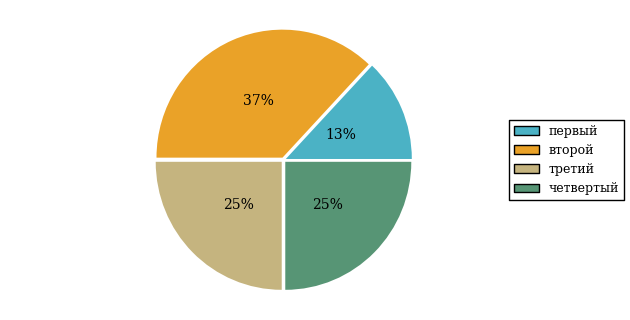 37%
13%
25%
25%
первый
второй
третий
четвертый